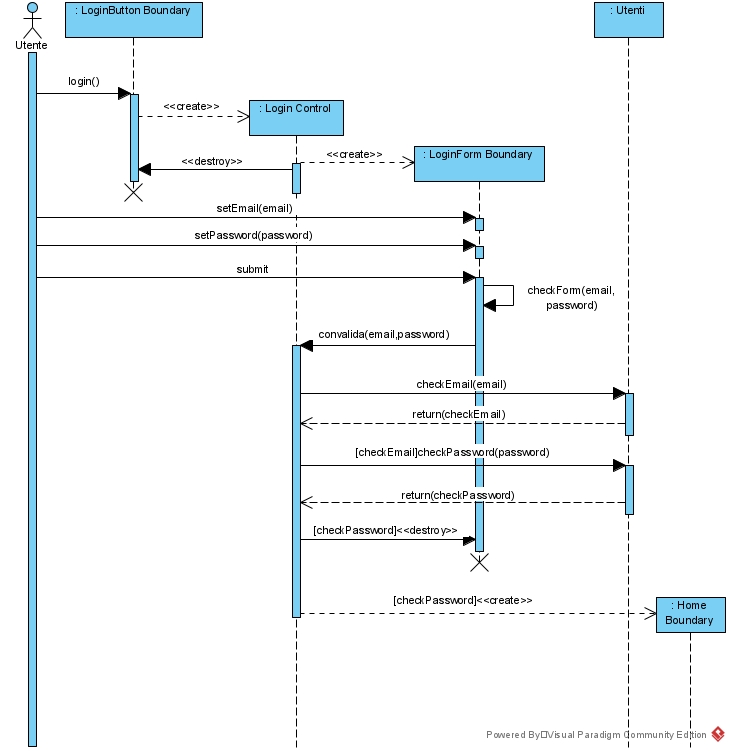 : LoginButton Boundary
: Utenti
Utente
login()
<<create>>
: Login Control
<<destroy>>
<<create>>
: LoginForm Boundary
setEmail(email)
setPassword(password)
submit
checkForm(email,
password)
convalida(email,password)
checkEmail(email)
return(checkEmail)
[checkEmail]checkPassword(password)
return(checkPassword)
[checkPassword]<<destroy>>
[checkPassword]<<create>>
: Home
Boundary
Powered By Visual Paradigm Community Edition